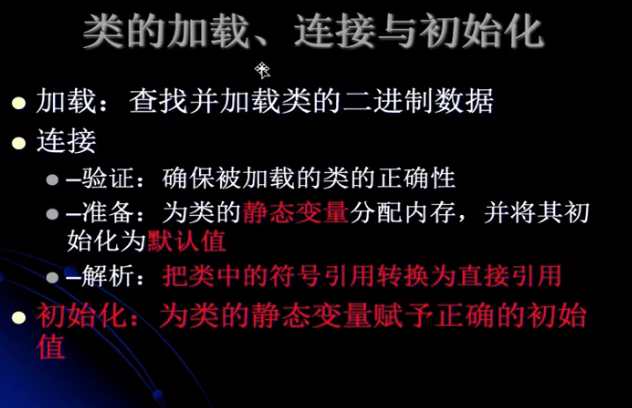 类的加载、连接与初始化
加载：查找并加载类的二进制数据
连接
–验证：确保被加载的类的正确性
–准备：为类的静态变量分配内存，并将其初
始化为默认值
–解析：把类中的符号引用转换为直接引用
初始化：为类的静态变量赋予正确的初始
值